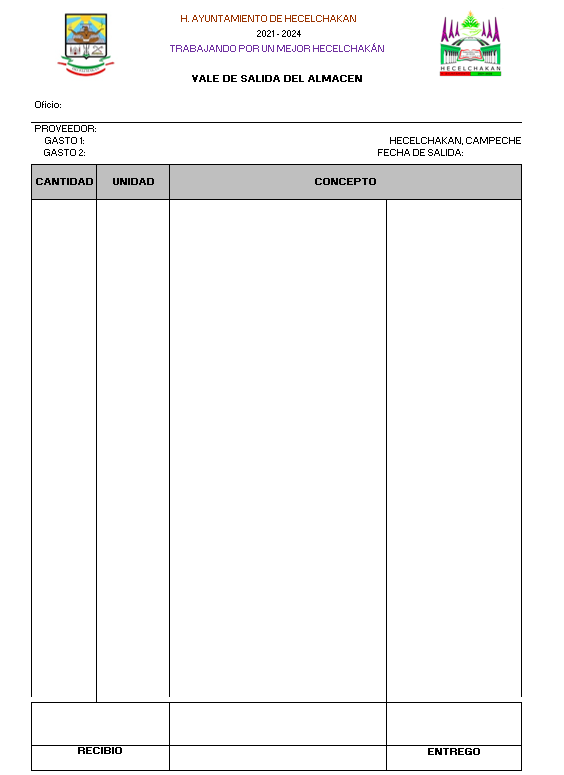 H. AYUNTAMIENTO DE HECELCHAKAN
2021 - 2024
TRABAJANDO POR UN MEJOR HECELCHAKÁN
HECELCHAKÁN
VALE DE SALIDA DEL ALMACEN
Oficio:
PROVEEDOR:
GASTO 1: HECELCHAKAN, CAMPECHE
GASTO 2: FECHA DE SALIDA:
CANTIDAD UNIDAD CONCEPTO
RECIBIO ENTREGO